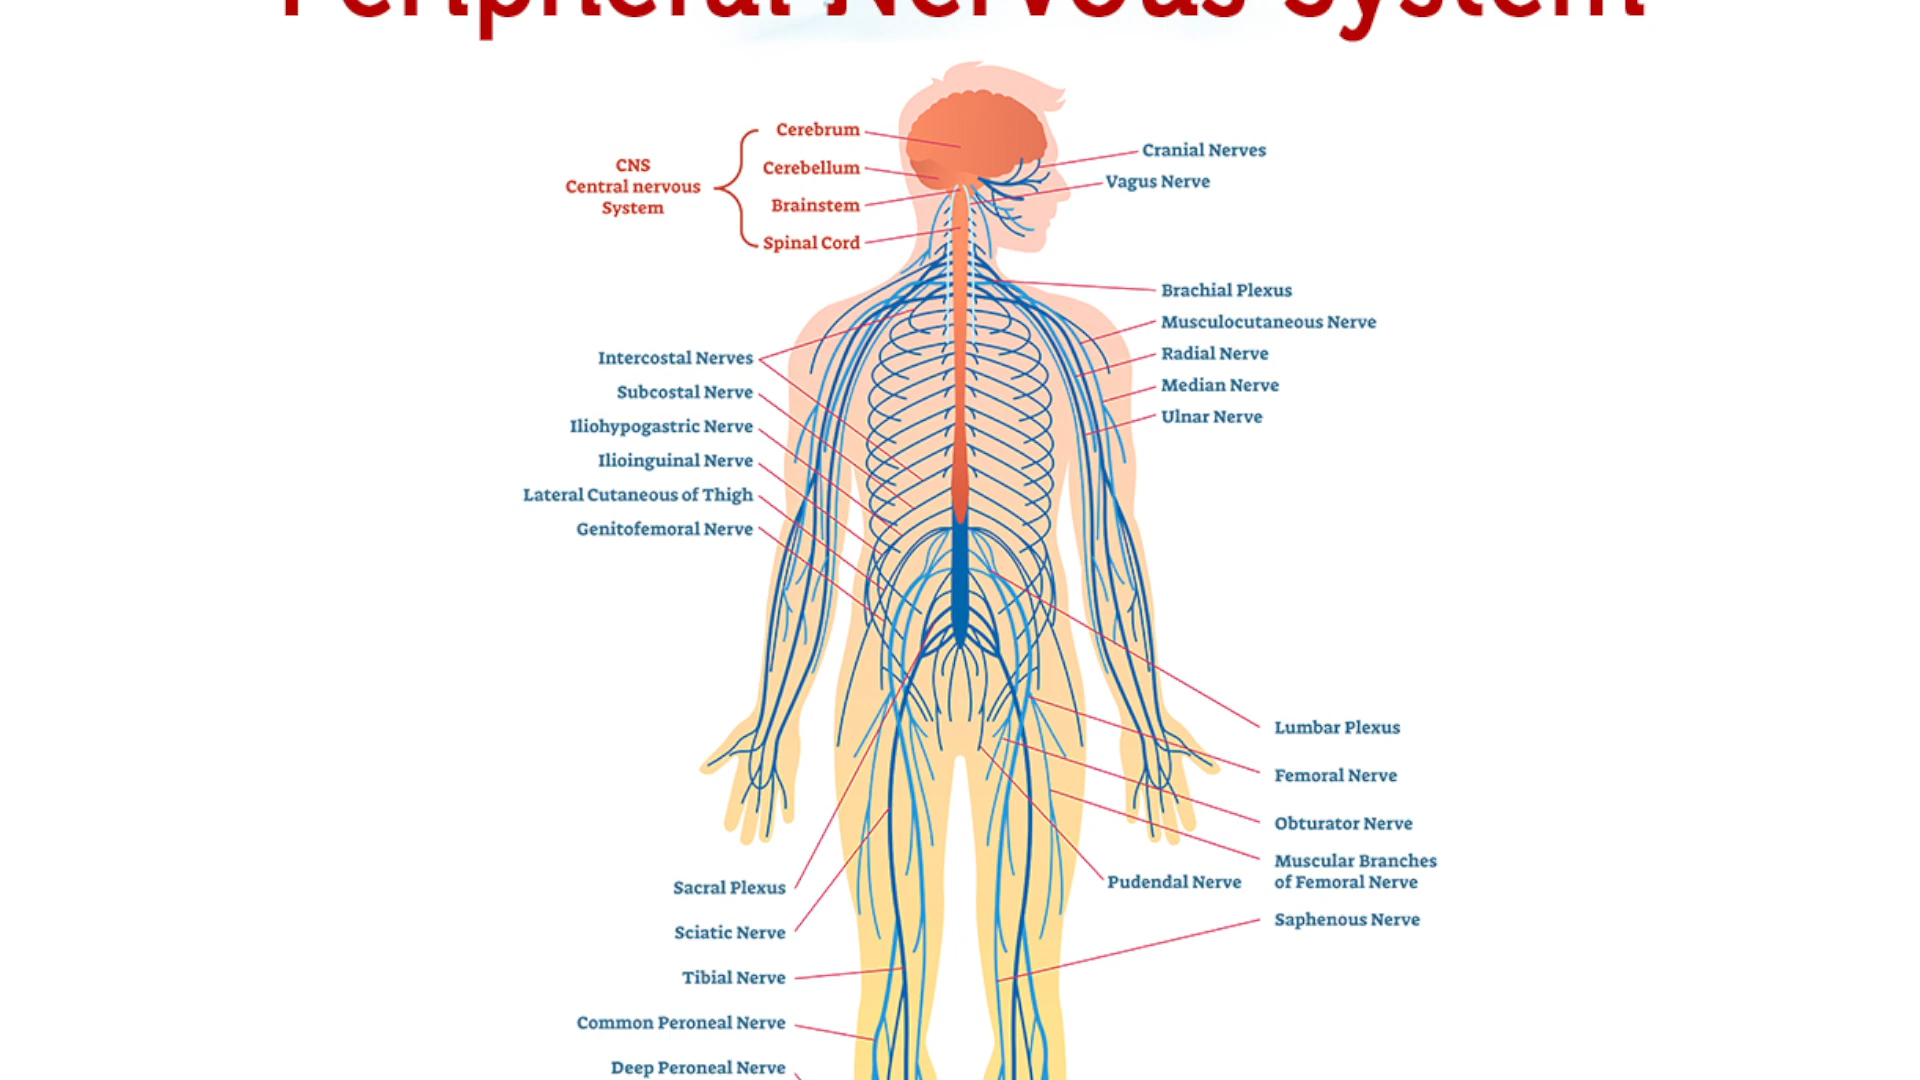 Peripheral Nervous System
Cerebrum
Cerebellum
Brainstem
Spinal Cord
CNS
Central nervous
System
Cranial Nerves
Vagus Nerve
Brachial Plexus
Musculocutaneous Nerve
Radial Nerve
Median Nerve
Ulnar Nerve
Intercostal Nerves
Subcostal Nerve
Iliohypogastric Nerve
Ilioinguinal Nerve
Lateral Cutaneous of Thigh
Genitofemoral Nerve
Lumbar Plexus
Femoral Nerve
Obturator Nerve
Muscular Branches
of Femoral Nerve
Pudendal Nerve
Saphenous Nerve
Sacral Plexus
Sciatic Nerve
Tibial Nerve
Common Peroneal Nerve
Deep Peroneal Nerve